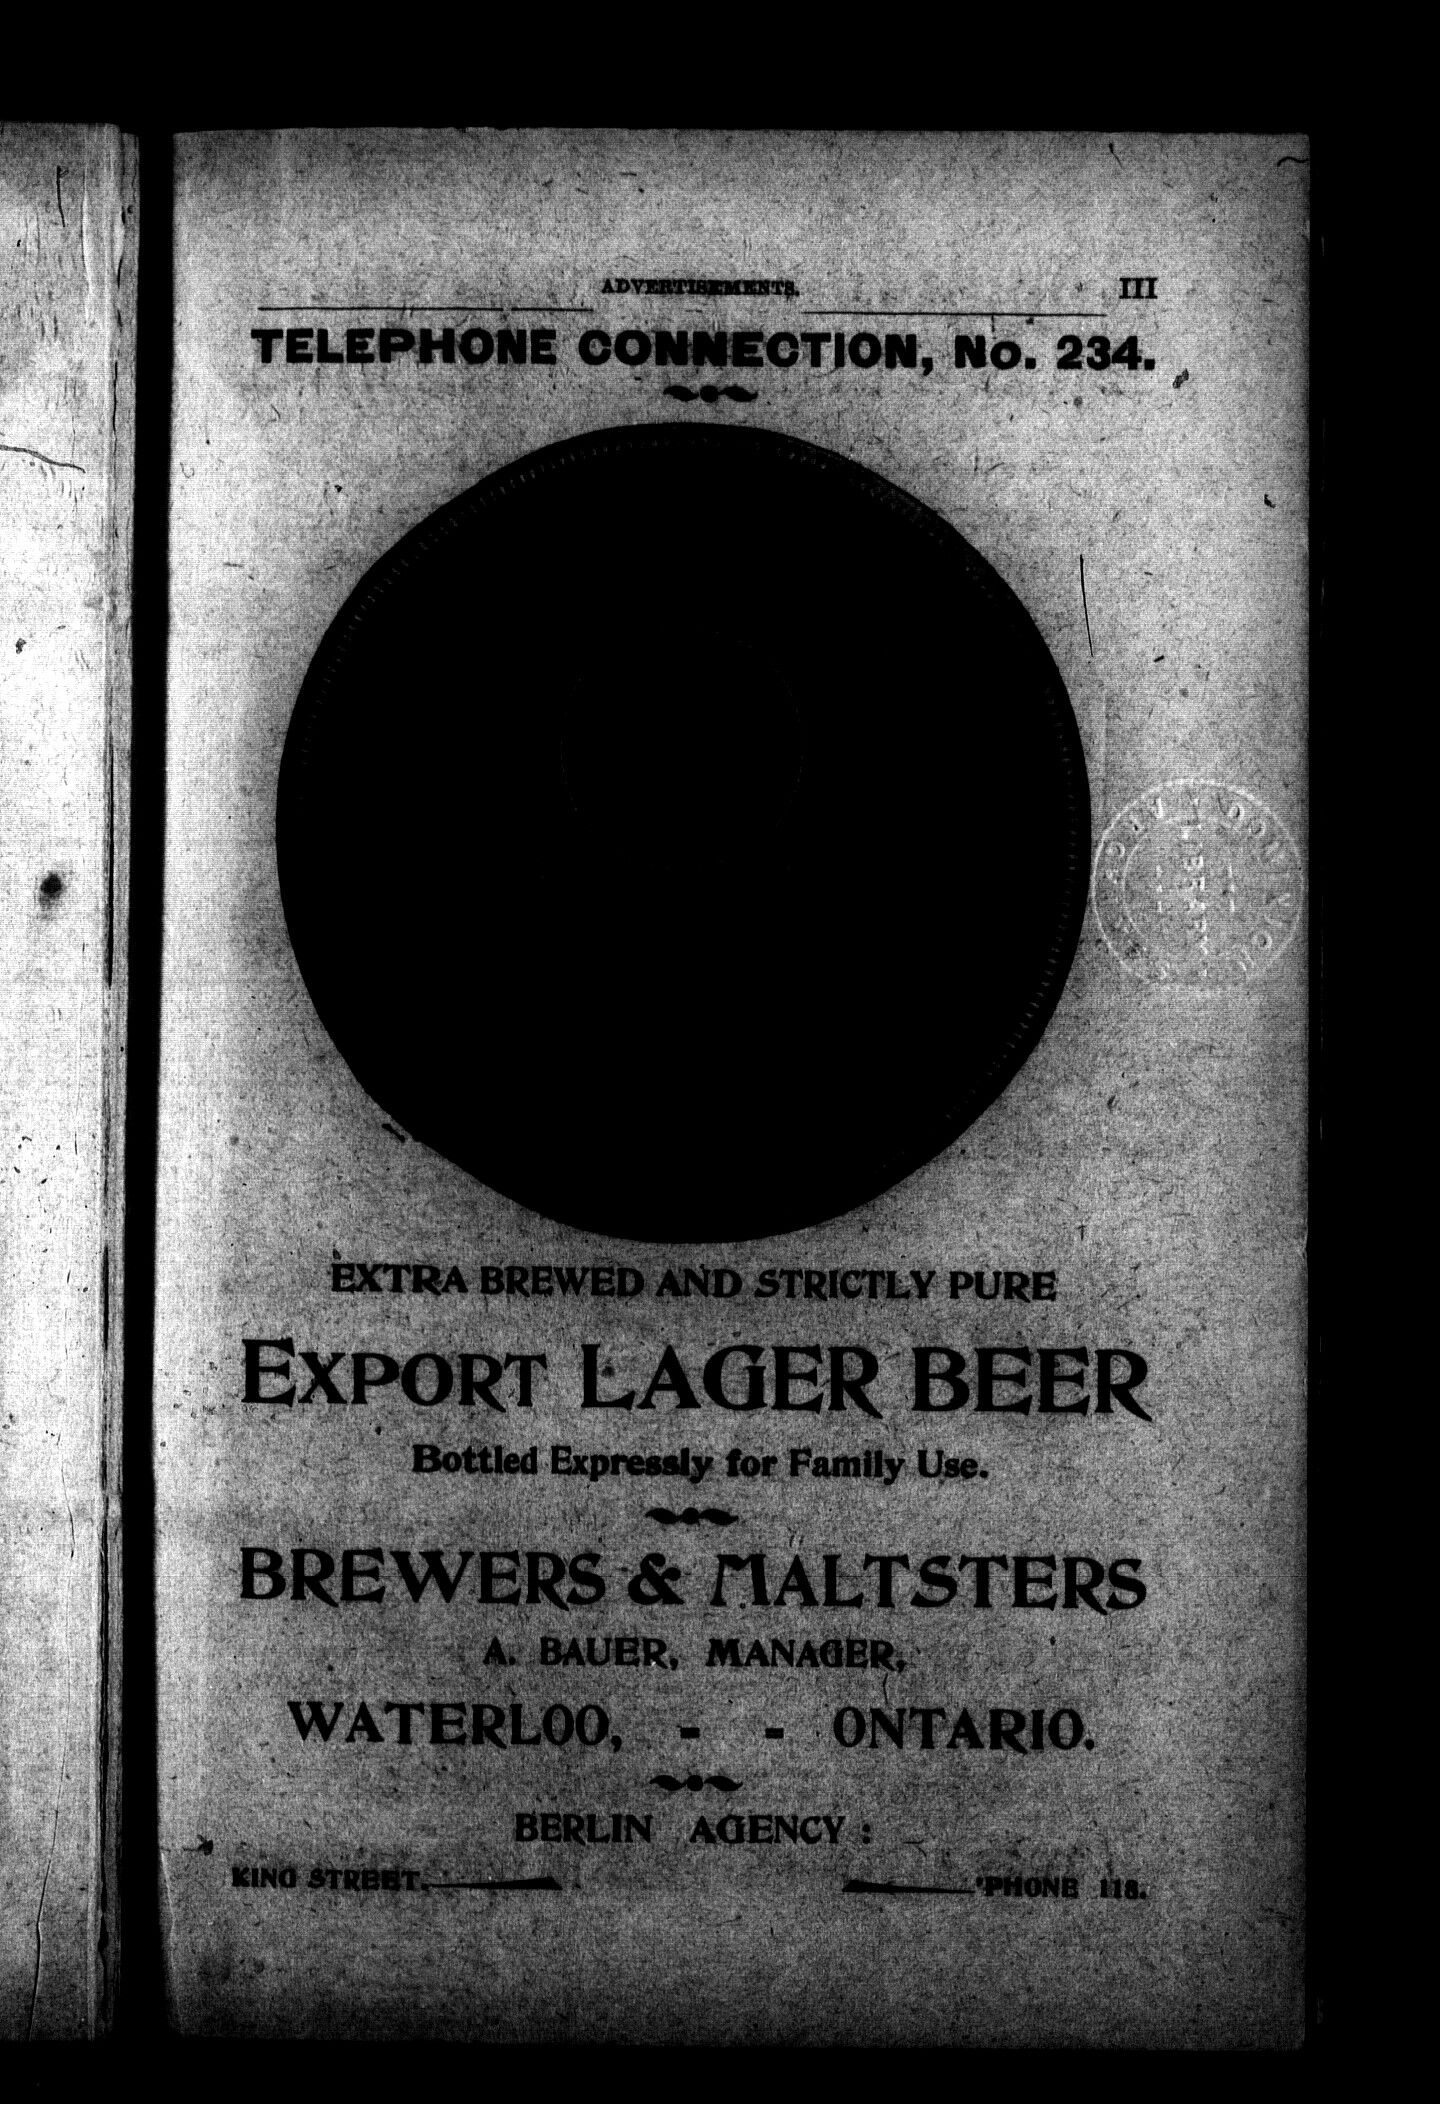 ADVERTISEMENTS. III
TELEPHONE CONNECTION, No. 234.
EXTRA BREWED AND STRICTLY PURE
EXPORT LAGER BEER
Bottled Expressly for Family Use.
BREWERS & MALTSTERS
A. BAUER, MANAGER,
WATERLOO, - - ONTARIO.
BERLIN AGENCY :
KING STREET. 'PHONE 118.